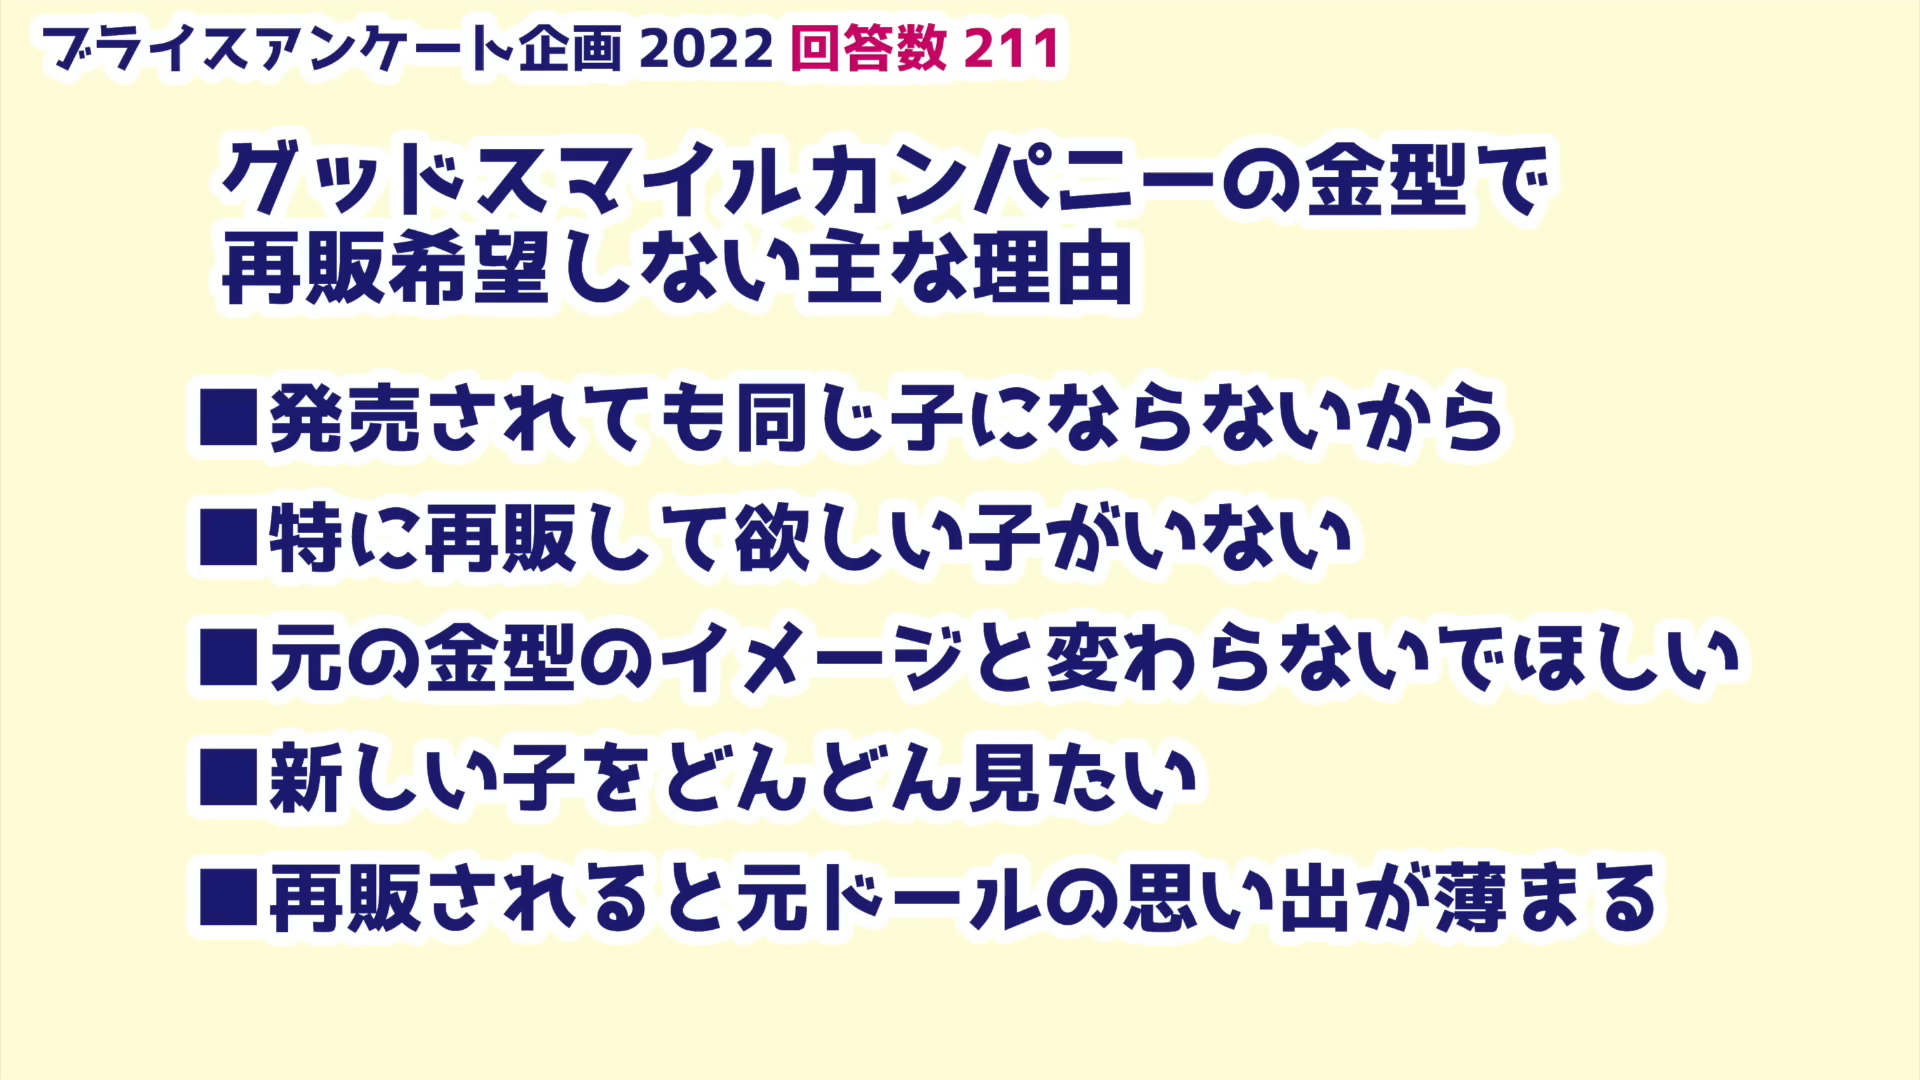 ブライスアンケート企画 2022 回答数 211
グッドスマイルカンパニーの金型で
再販希望しない主な理由
■発売されても同じ子にならないから
■特に再販して欲しい子がいない
■元の金型のイメージと変わらないでほしい
■新しい子をどんどん見たい
■再販されると元ドールの思い出が薄まる